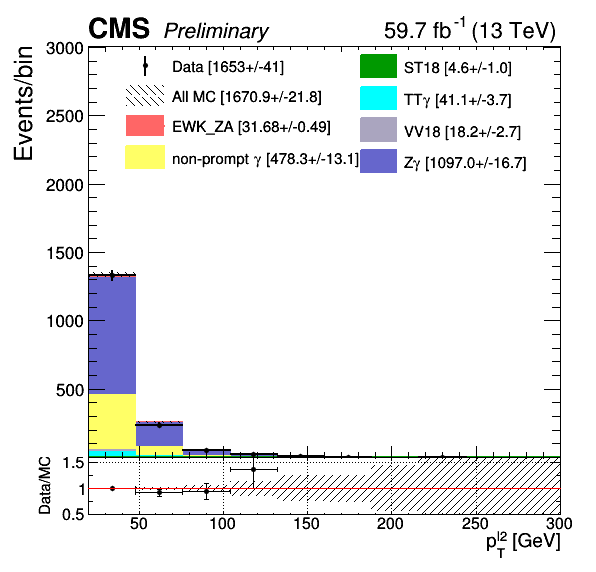 CMS Preliminary 59.7 fb⁻¹ (13 TeV)
Events/bin
3000
2500
2000
1500
1000
500
Data [1653+/-41]
All MC [1670.9+/-21.8]
EWK_ZA [31.68+/-0.49]
non-prompt γ [478.3+/-13.1]
ST18 [4.6+/-1.0]
TTγ [41.1+/-3.7]
VV18 [18.2+/-2.7]
Zγ [1097.0+/-16.7]
Data/MC
1.5
1
0.5
50 100 150 200 250 300
p_T^l2 [GeV]